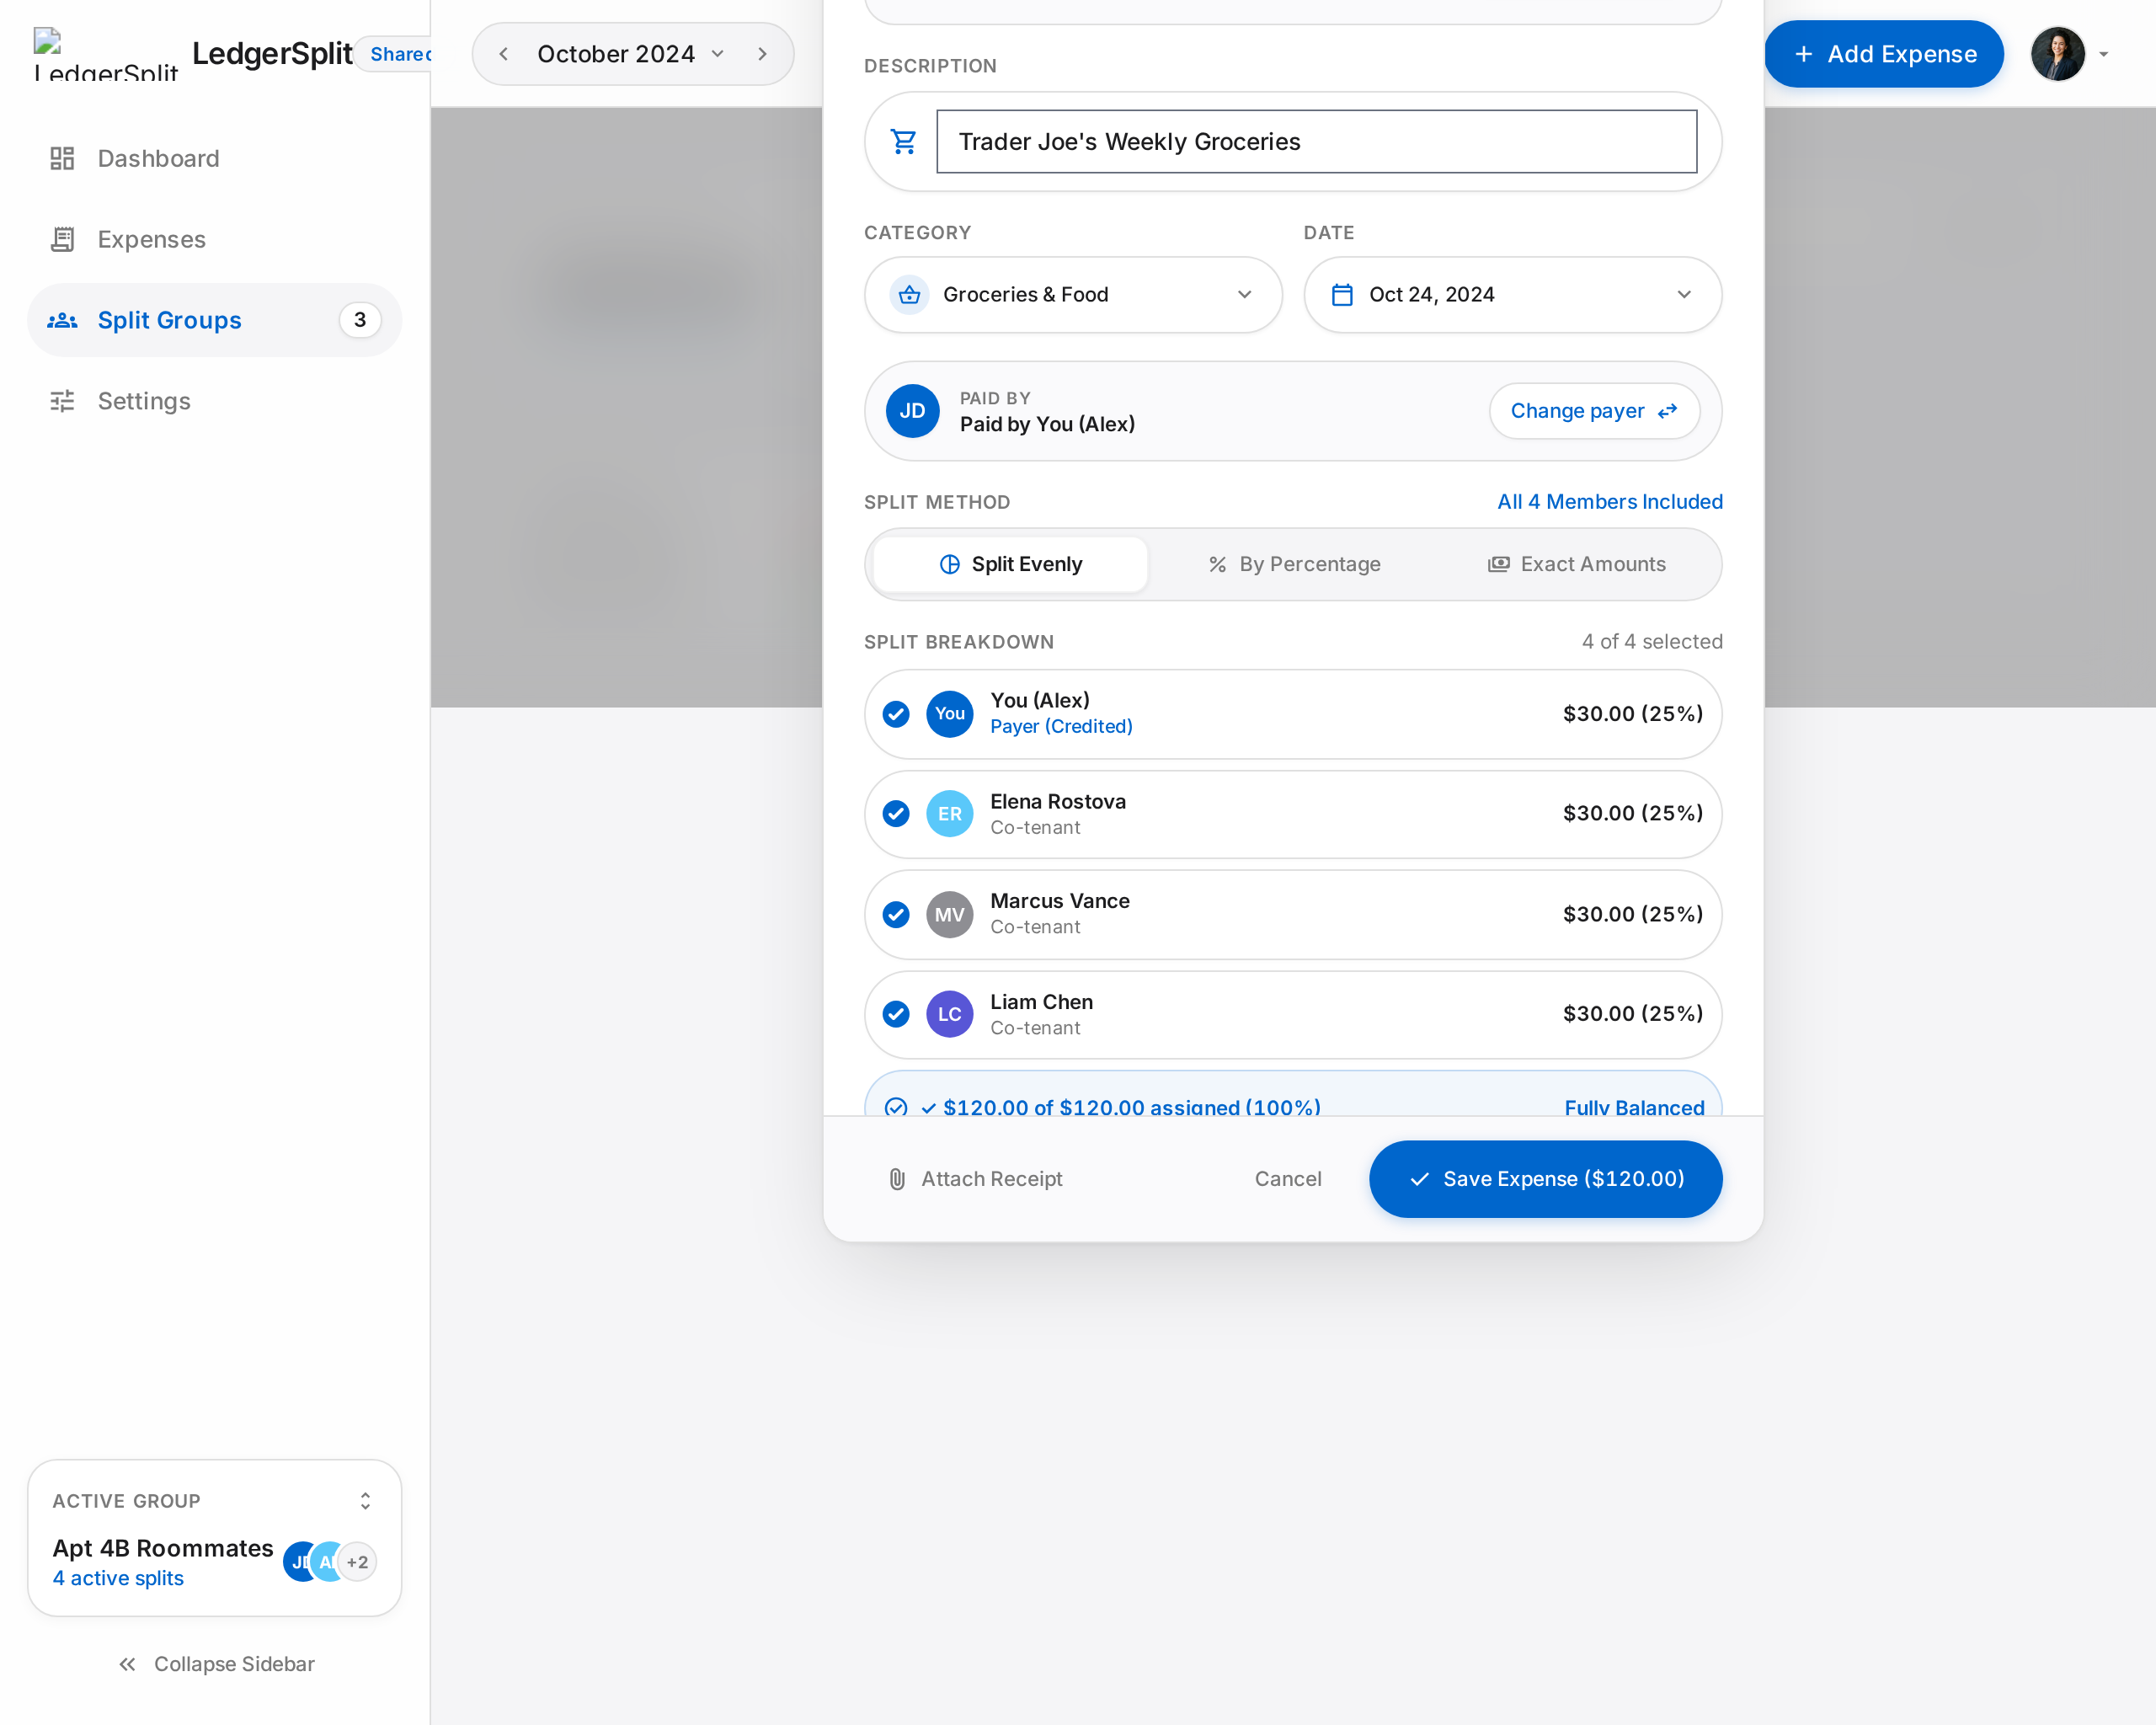 LedgerSplit
LedgerSplit
Shared
Dashboard
Expenses
Split Groups
3
Settings
ACTIVE GROUP
Apt 4B Roommates
4 active splits
+2
Collapse Sidebar
October 2024
Add Expense
DESCRIPTION
Trader Joe's Weekly Groceries
CATEGORY
DATE
Groceries & Food
Oct 24, 2024
JD
PAID BY
Paid by You (Alex)
Change payer
SPLIT METHOD
All 4 Members Included
Split Evenly
By Percentage
Exact Amounts
SPLIT BREAKDOWN
4 of 4 selected
You
You (Alex)
Payer (Credited)
$30.00 (25%)
ER
Elena Rostova
Co-tenant
$30.00 (25%)
MV
Marcus Vance
Co-tenant
$30.00 (25%)
LC
Liam Chen
Co-tenant
$30.00 (25%)
✓ $120.00 of $120.00 assigned (100%)
Fully Balanced
Attach Receipt
Cancel
Save Expense ($120.00)